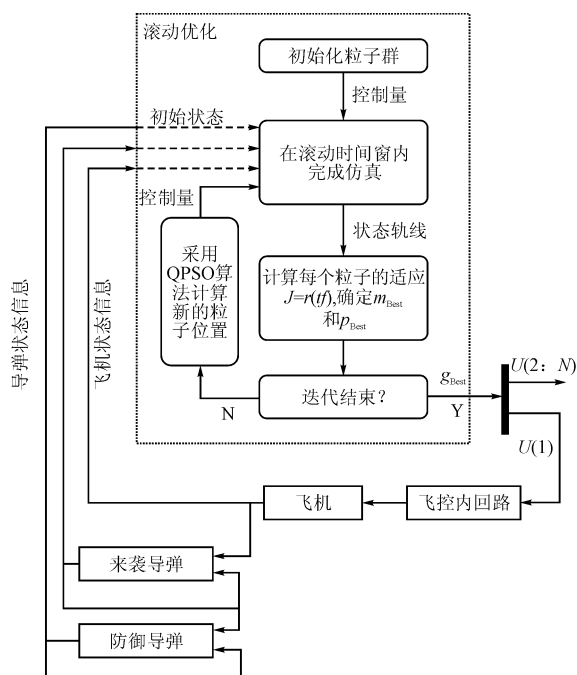 滚动优化
初始化粒子群
控制量
初始状态
在滚动时间窗内
完成仿真
控制量
状态轨线
采用
QPSO算
法计算
新的粒
子位置
计算每个粒子的适应
J=r(tf),确定mBest
和pBest
导弹状态信息
飞机状态信息
迭代结束?
N
gBest
Y
U(2：N)
U(1)
飞机
飞控内回路
来袭导弹
防御导弹